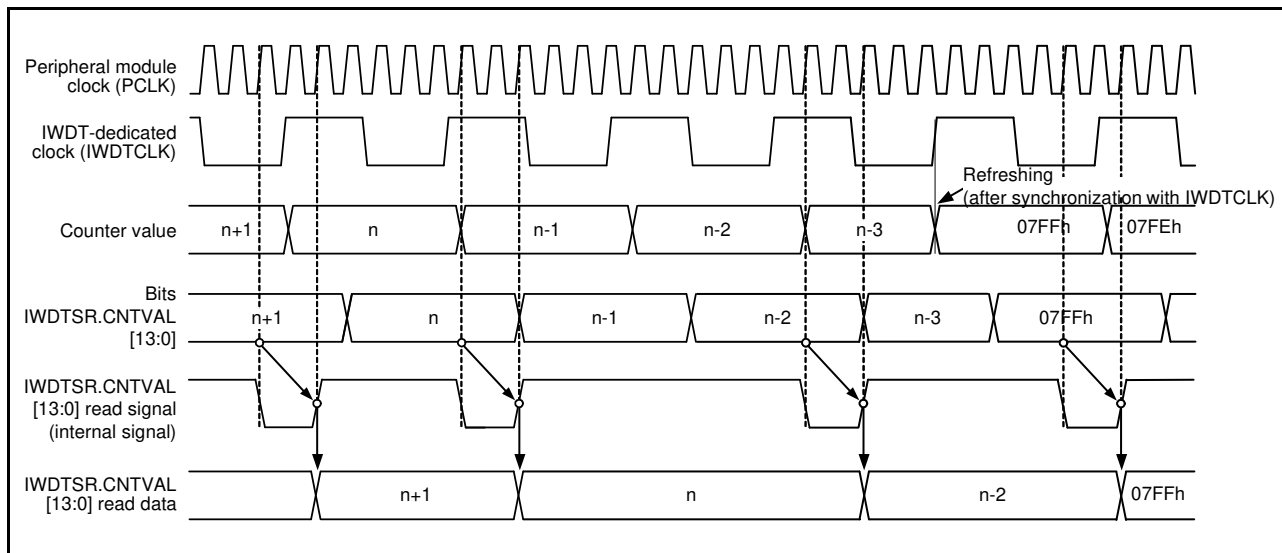 Peripheral module
clock (PCLK)
IWDT-dedicated
clock (IWDTCLK)
Refreshing
(after synchronization with IWDTCLK)
Counter value
n+1
n
n-1
n-2
n-3
07FFh
07FEh
Bits
IWDTSR.CNTVAL
[13:0]
n+1
n
n-1
n-2
n-3
07FFh
IWDTSR.CNTVAL
[13:0] read signal
(internal signal)
IWDTSR.CNTVAL
[13:0] read data
n+1
n
n-2
07FFh